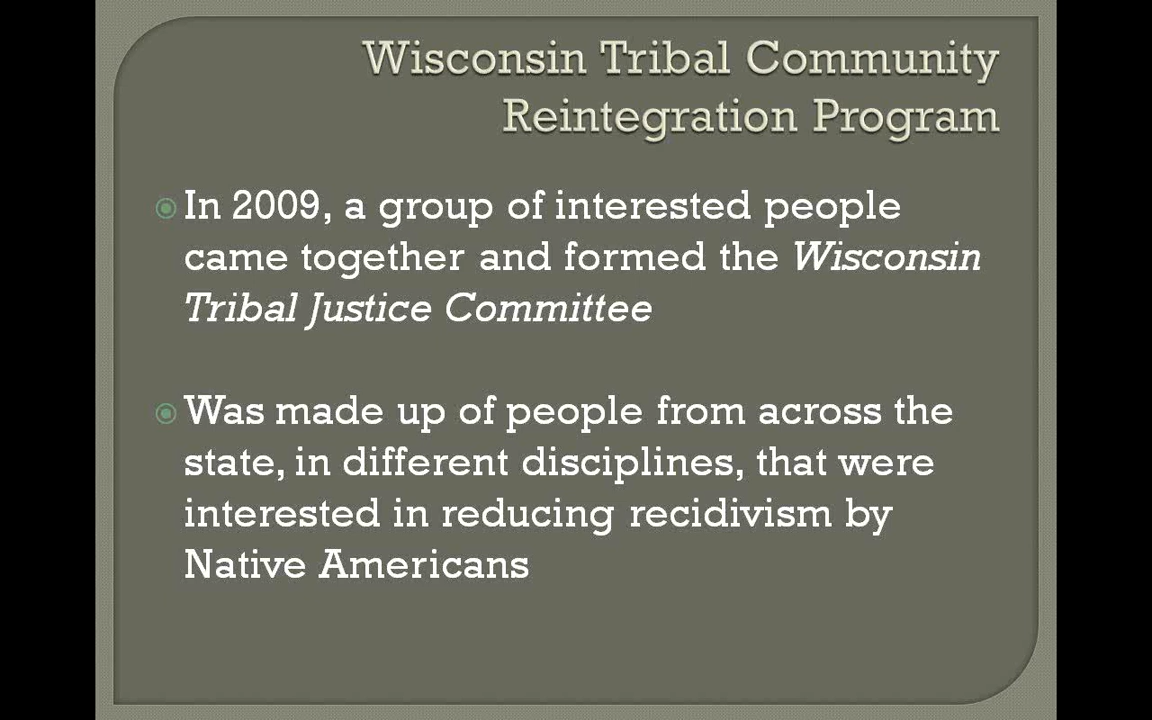 Wisconsin Tribal Community
Reintegration Program
In 2009, a group of interested people
came together and formed the Wisconsin
Tribal Justice Committee
Was made up of people from across the
state, in different disciplines, that were
interested in reducing recidivism by
Native Americans